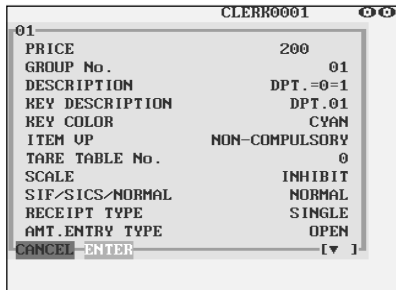 CLERK0001
01
PRICE 200
GROUP No. 01
DESCRIPTION DPT.=0=1
KEY DESCRIPTION DPT.01
KEY COLOR CYAN
ITEM VP NON-COMPULSORY
TARE TABLE No. 0
SCALE INHIBIT
SIF/SICS/NORMAL NORMAL
RECEIPT TYPE SINGLE
AMT.ENTRY TYPE OPEN
CANCEL ENTER [▼ ]